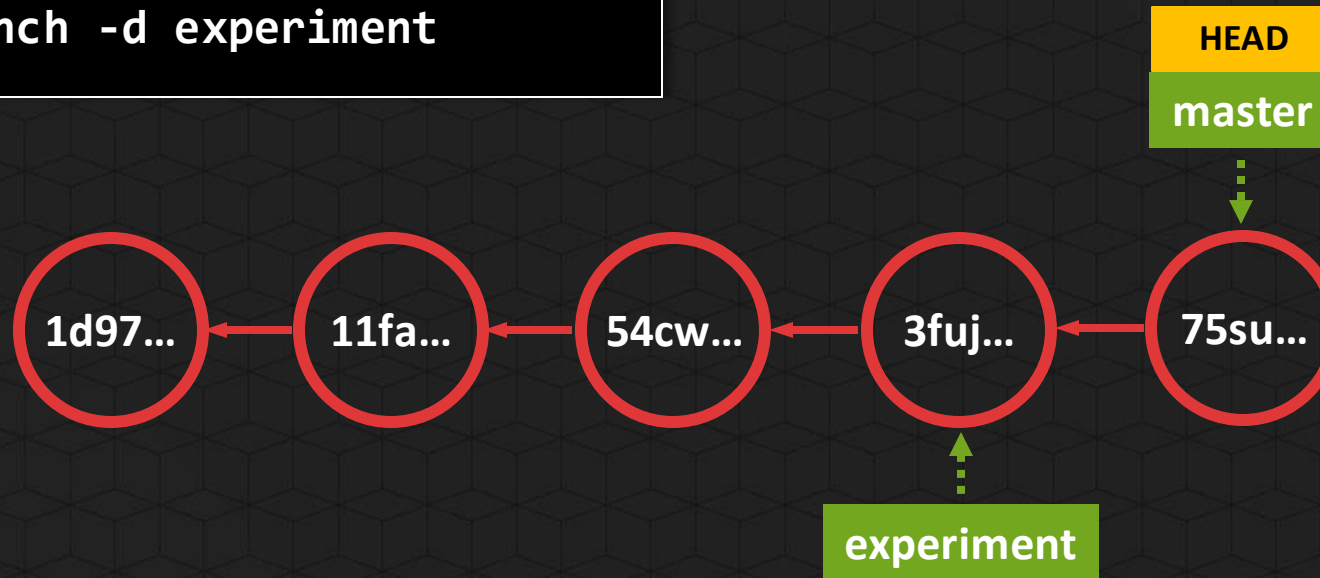 nch -d experiment
HEAD
master
1d97...
11fa...
54cw...
3fuj...
75su...
experiment